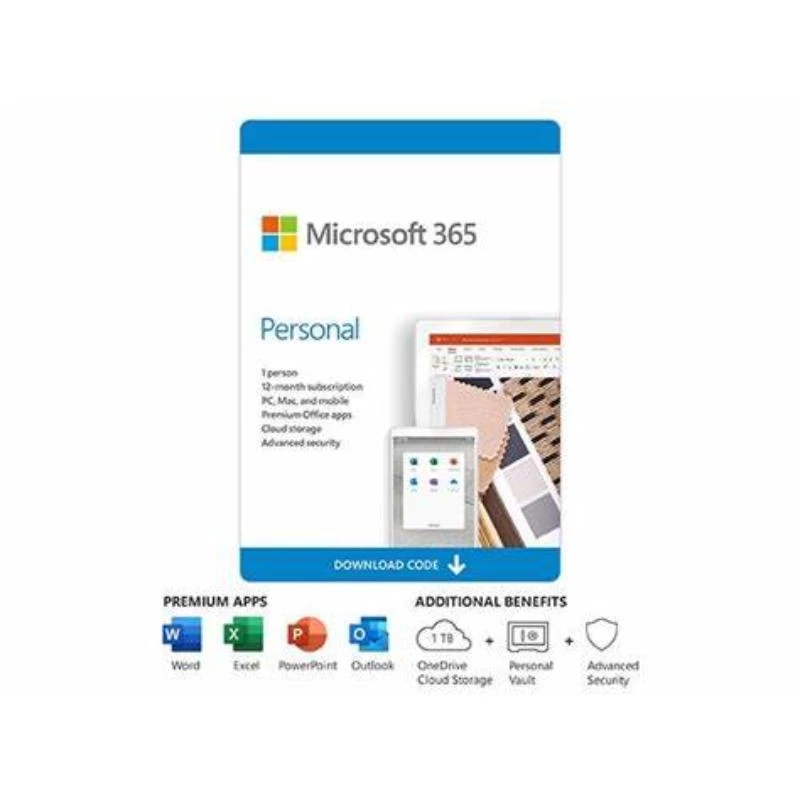 Microsoft 365
Personal
1 person
12-month subscription
PC, Mac, and mobile
Premium Office apps
Cloud storage
Advanced security
DOWNLOAD CODE
PREMIUM APPS
W
Word
X
Excel
P
PowerPoint
O
Outlook
ADDITIONAL BENEFITS
1 TB
OneDrive
Cloud Storage
+
Personal
Vault
+
Advanced
Security